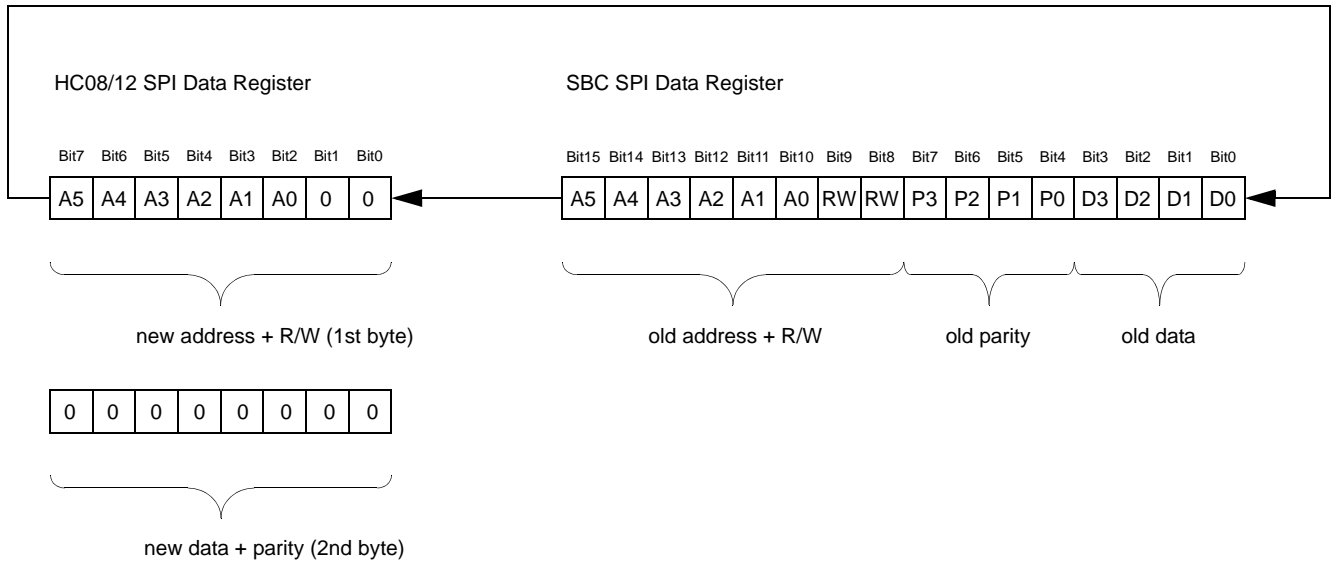 HC08/12 SPI Data Register
SBC SPI Data Register
Bit7 Bit6 Bit5 Bit4 Bit3 Bit2 Bit1 Bit0
Bit15 Bit14 Bit13 Bit12 Bit11 Bit10 Bit9 Bit8 Bit7 Bit6 Bit5 Bit4 Bit3 Bit2 Bit1 Bit0
A5 A4 A3 A2 A1 A0 0 0
A5 A4 A3 A2 A1 A0 RW RW P3 P2 P1 P0 D3 D2 D1 D0
new address + R/W (1st byte)
old address + R/W
old parity
old data
0 0 0 0 0 0 0 0
new data + parity (2nd byte)